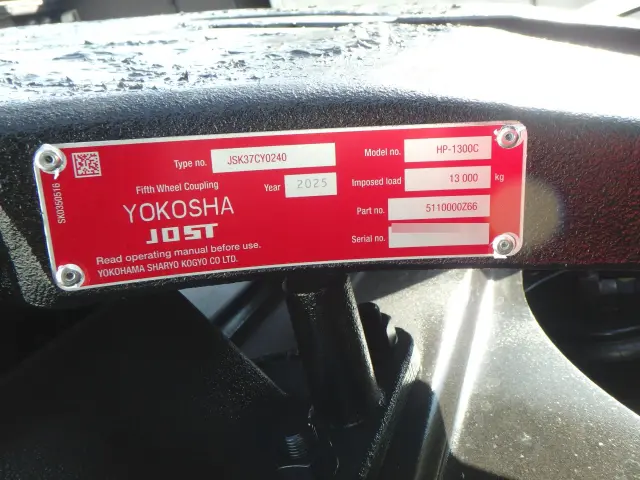 SK0350516
Type no. JSK37CY0240
Model no. HP-1300C
Fifth Wheel Coupling
Year 2025
Imposed load 13 000 kg
YOKOSHA
Part no. 5110000Z66
JOST
Serial no.
Read operating manual before use.
YOKOHAMA SHARYO KOGYO CO LTD.